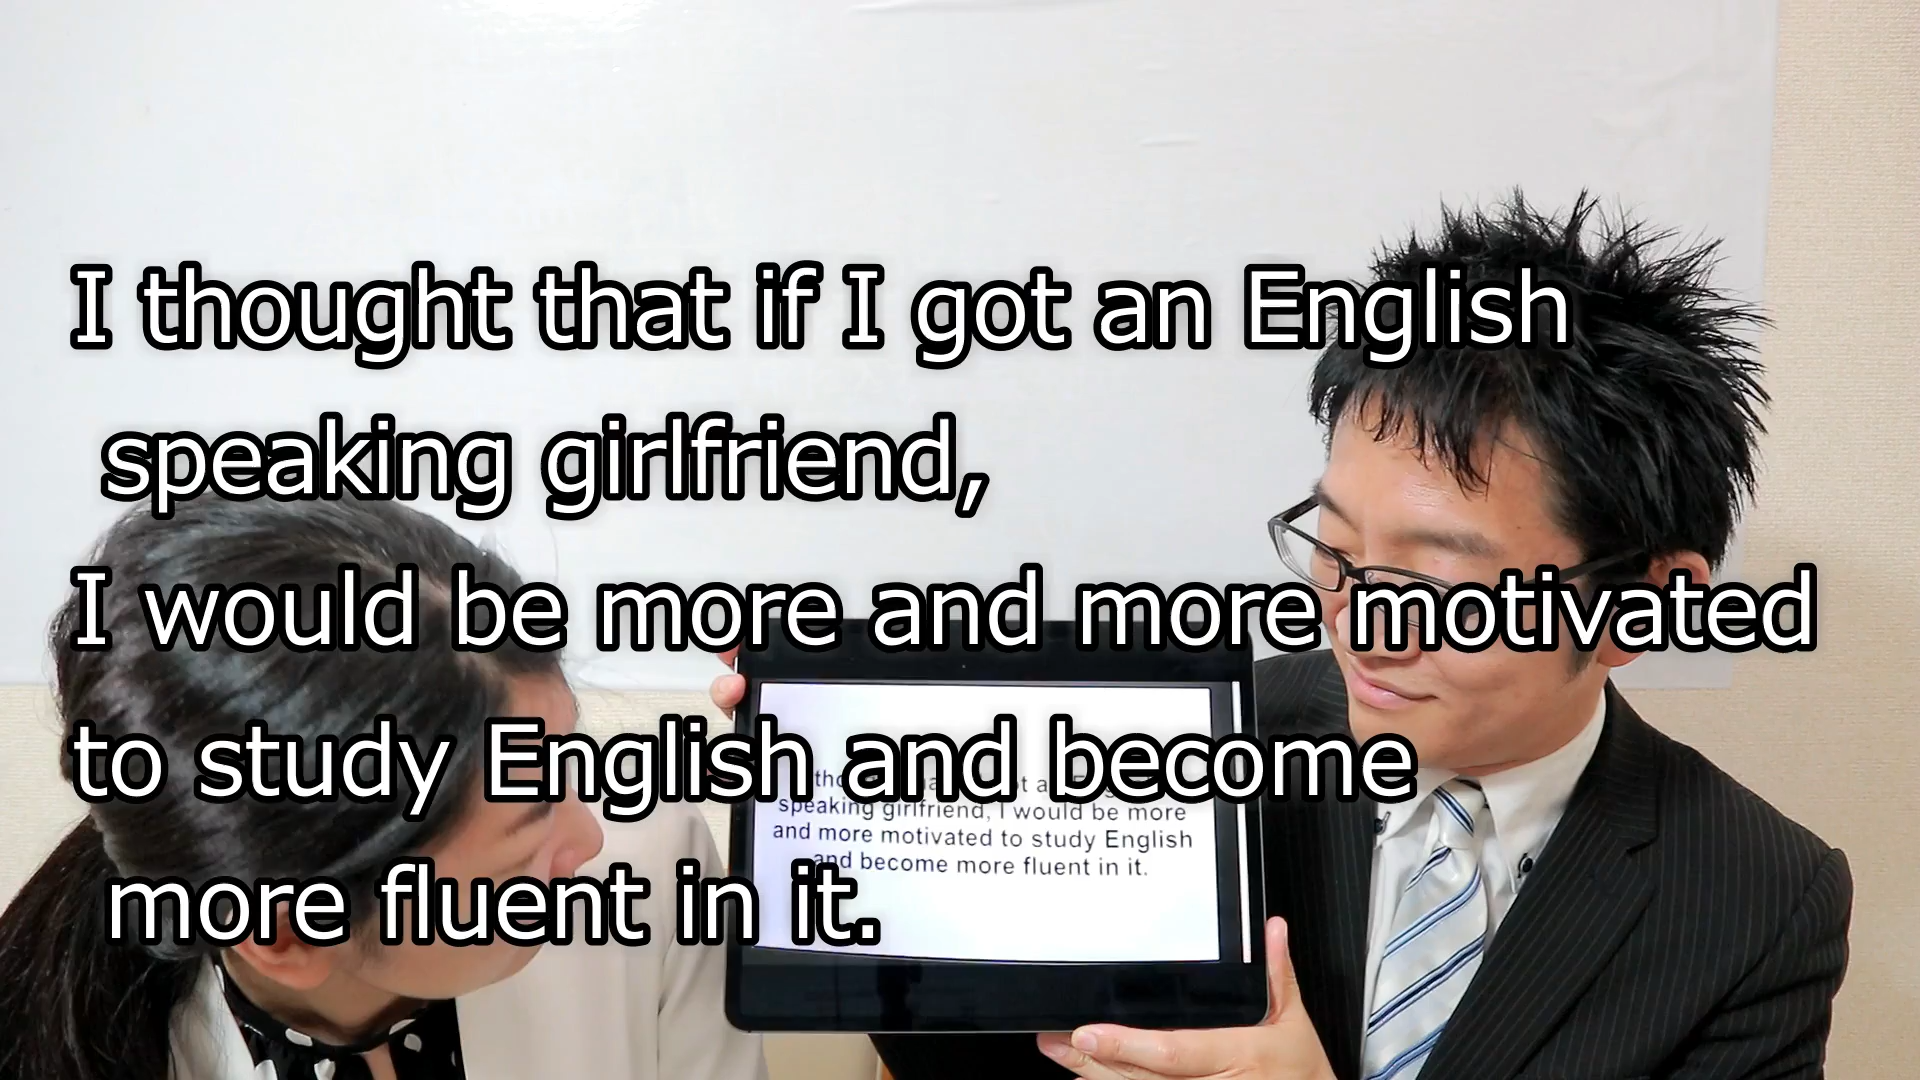 I thought that if I got an English
speaking girlfriend,
I would be more and more motivated
to study English and become
more fluent in it.
speaking girlfriend, I would be more
and more motivated to study English
and become more fluent in it.